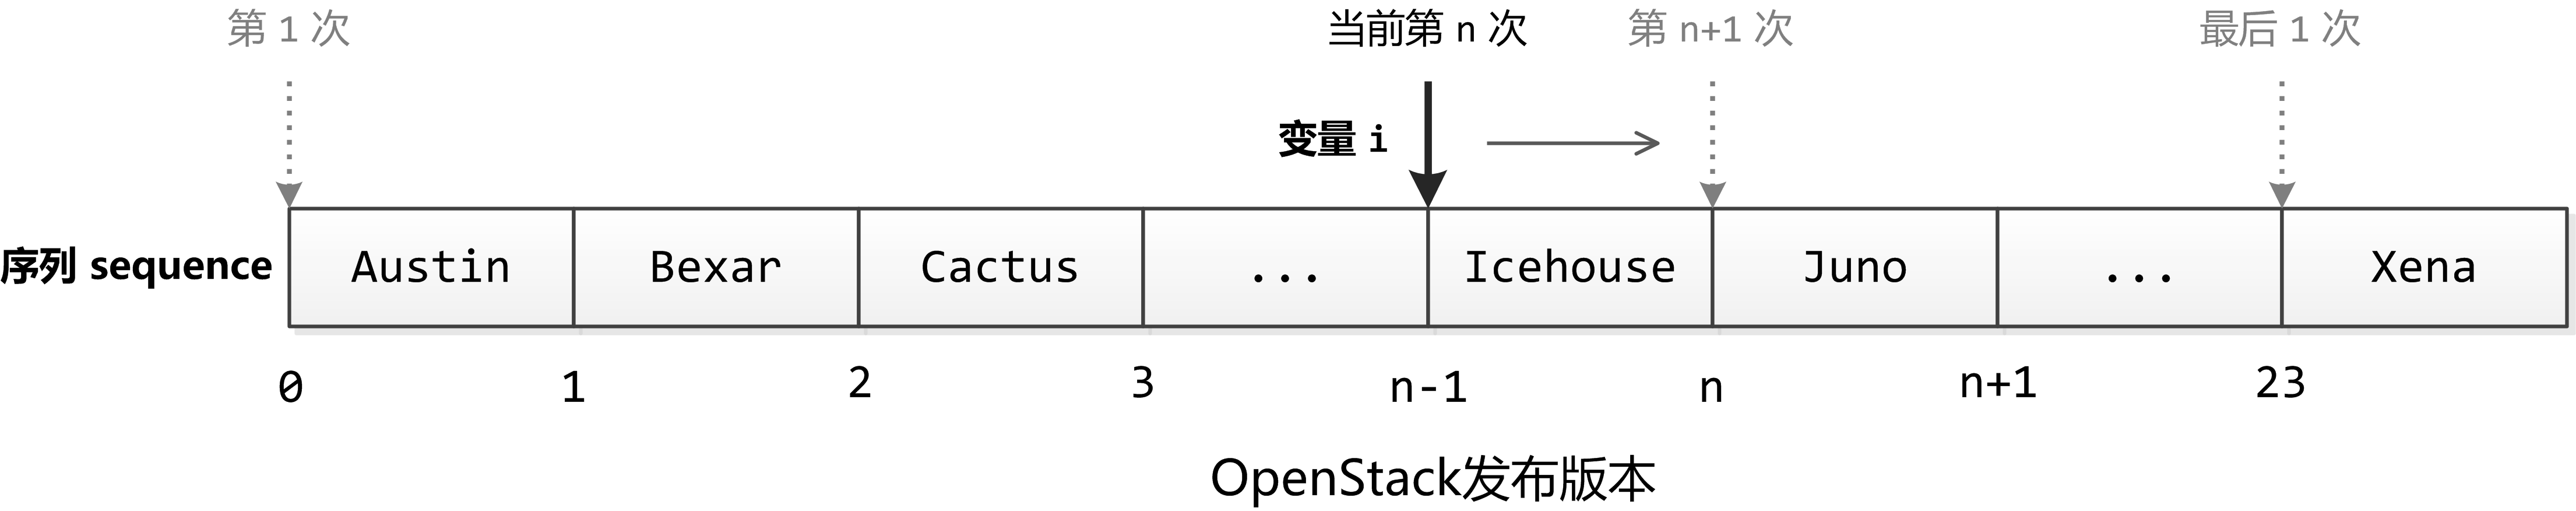 第 1 次 当前第 n 次 第 n+1 次 最后 1 次
变量 i
序列 sequence Austin Bexar Cactus ... Icehouse Juno ... Xena
0 1 2 3 n-1 n n+1 23
OpenStack发布版本